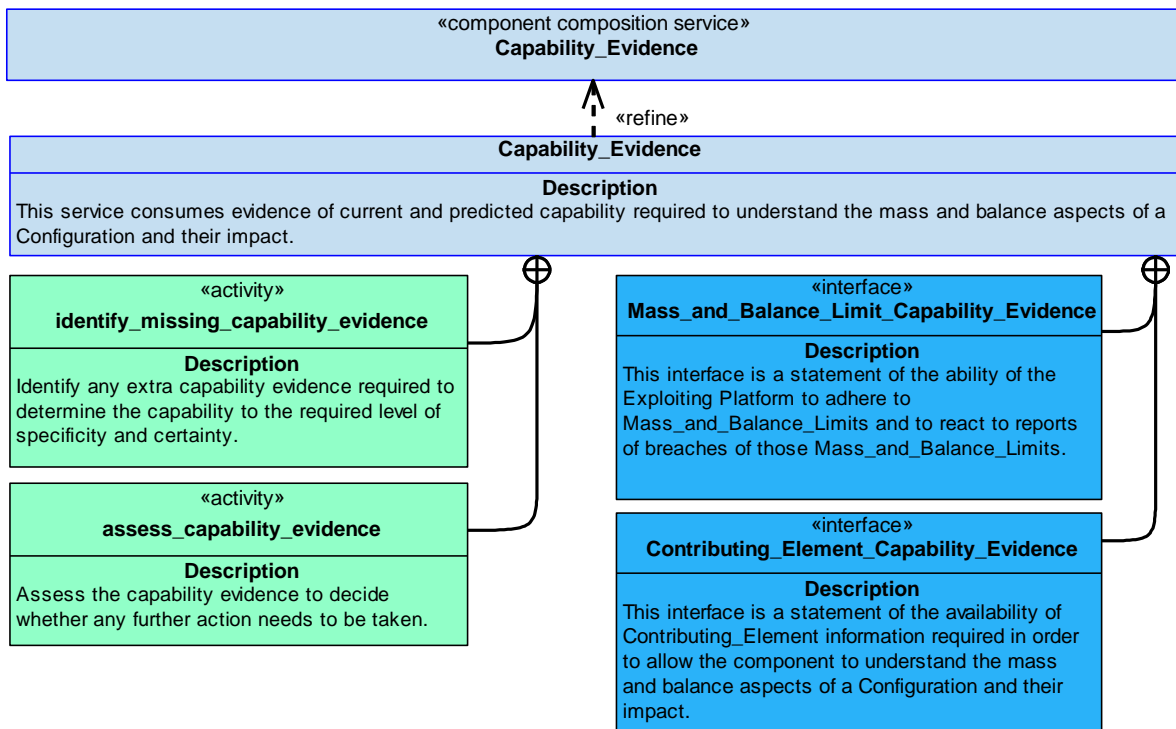 «component composition service»
Capability_Evidence
«refine»
Capability_Evidence
Description
This service consumes evidence of current and predicted capability required to understand the mass and balance aspects of a
Configuration and their impact.
«activity»
identify_missing_capability_evidence
Description
Identify any extra capability evidence required to
determine the capability to the required level of
specificity and certainty.
«activity»
assess_capability_evidence
Description
Assess the capability evidence to decide
whether any further action needs to be taken.
«interface»
Mass_and_Balance_Limit_Capability_Evidence
Description
This interface is a statement of the ability of the
Exploiting Platform to adhere to
Mass_and_Balance_Limits and to react to reports
of breaches of those Mass_and_Balance_Limits.
«interface»
Contributing_Element_Capability_Evidence
Description
This interface is a statement of the availability of
Contributing_Element information required in order
to allow the component to understand the mass
and balance aspects of a Configuration and their
impact.